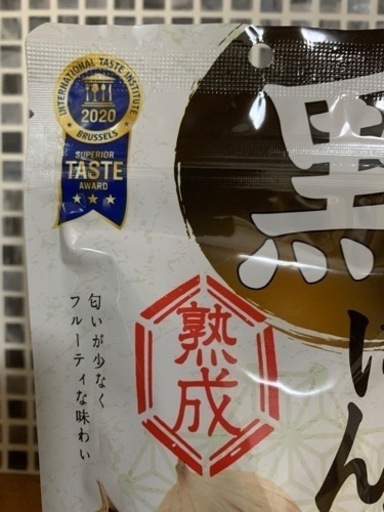 INTERNATIONAL TASTE INSTITUTE
2020
BRUSSELS
SUPERIOR
TASTE
AWARD
黒
にん
熟成
匂いが少なく
フルーティな味わい